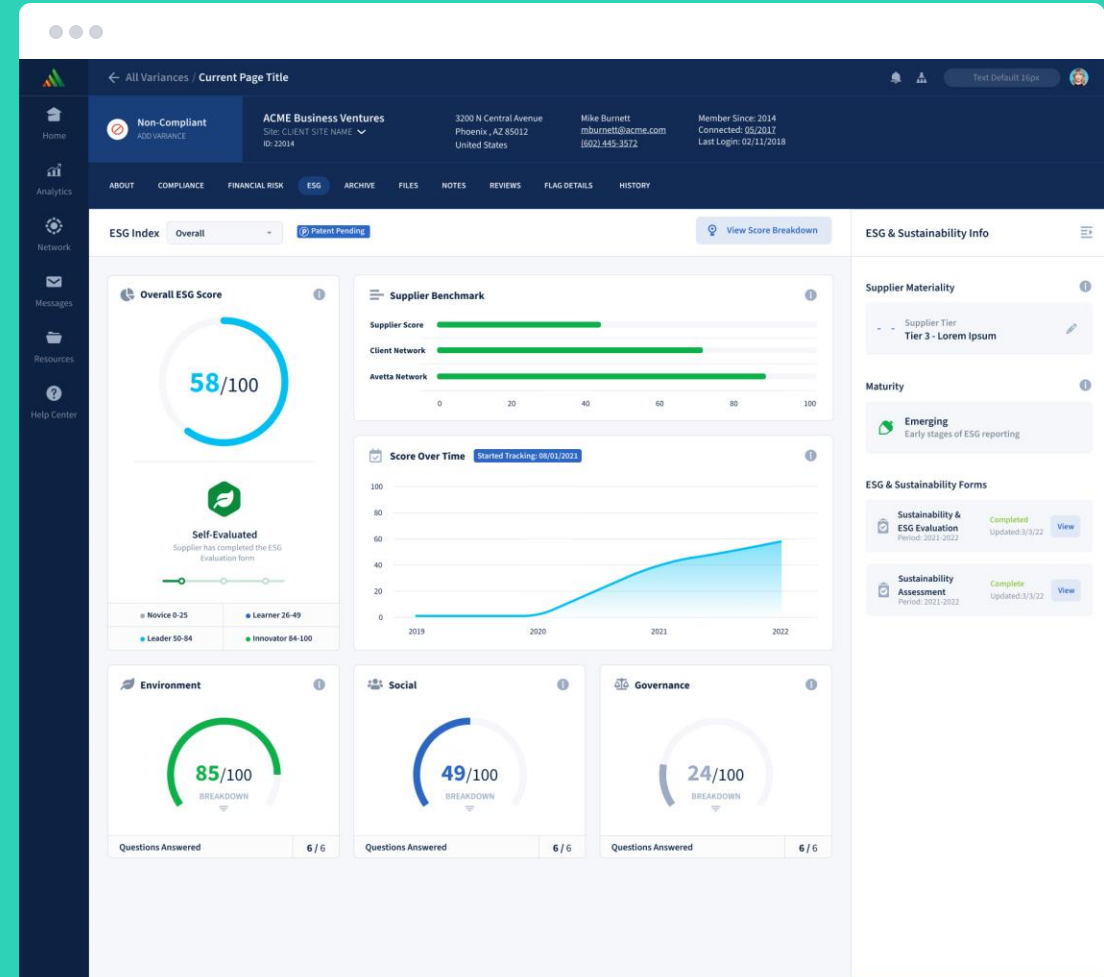 All Variances / Current Page Title
Text Default 16px
Home
Analytics
Network
Messages
Resources
Help Center
Non-Compliant
ADD VARIANCE
ACME Business Ventures
Site: CLIENT SITE NAME
ID: 22014
3200 N Central Avenue
Phoenix , AZ 85012
United States
Mike Burnett
mburnett@acme.com
(602) 445-3572
Member Since: 2014
Connected: 05/2017
Last Login: 02/11/2018
ABOUT COMPLIANCE FINANCIAL RISK ESG ARCHIVE FILES NOTES REVIEWS FLAG DETAILS HISTORY
ESG Index Overall
P Patent Pending
View Score Breakdown
Overall ESG Score
58/100
Self-Evaluated
Supplier has completed the ESG
Evaluation form
Novice 0-25 Learner 26-49
Leader 50-84 Innovator 84-100
Supplier Benchmark
Supplier Score
Client Network
Avetta Network
0 20 40 60 80 100
Score Over Time Started Tracking: 08/01/2021
100
80
60
40
20
0
2019 2020 2021 2022
Environment
85/100
BREAKDOWN
Questions Answered 6 / 6
Social
49/100
BREAKDOWN
Questions Answered 6 / 6
Governance
24/100
BREAKDOWN
Questions Answered 6 / 6
ESG & Sustainability Info
Supplier Materiality
- - Supplier Tier
Tier 3 - Lorem Ipsum
Maturity
Emerging
Early stages of ESG reporting
ESG & Sustainability Forms
Sustainability &
ESG Evaluation
Period: 2021-2022
Completed
Updated:3/3/22
View
Sustainability
Assessment
Period: 2021-2022
Complete
Updated:3/3/22
View